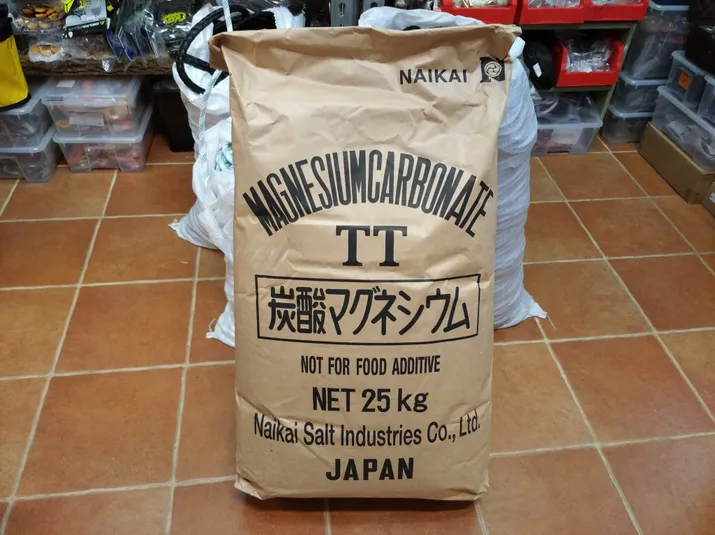 NAIKAI
MAGNESIUMCARBONATE
TT
炭酸マグネシウム
NOT FOR FOOD ADDITIVE
NET 25 kg
Naikai Salt Industries Co., Ltd.
JAPAN